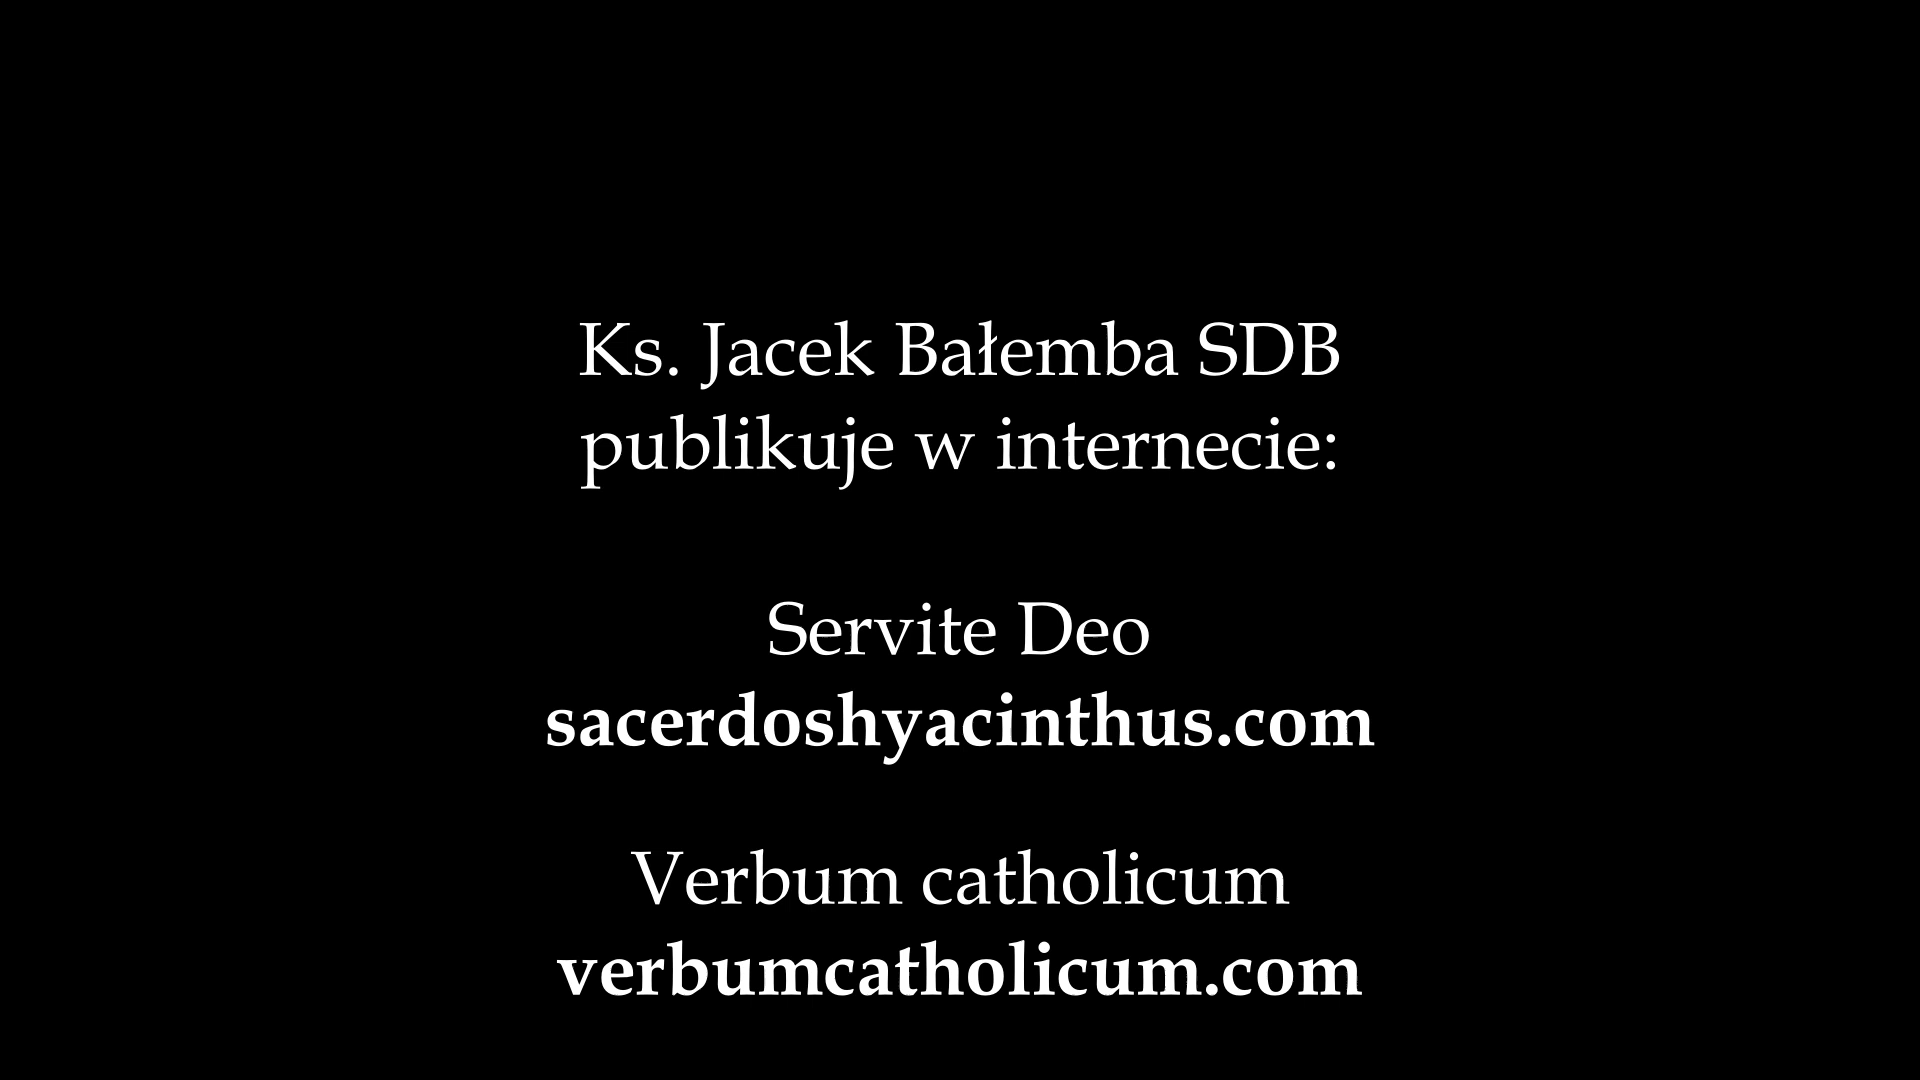 Ks. Jacek Bałemba SDB
publikuje w internecie:
Servite Deo
sacerdoshyacinthus.com
Verbum catholicum
verbumcatholicum.com